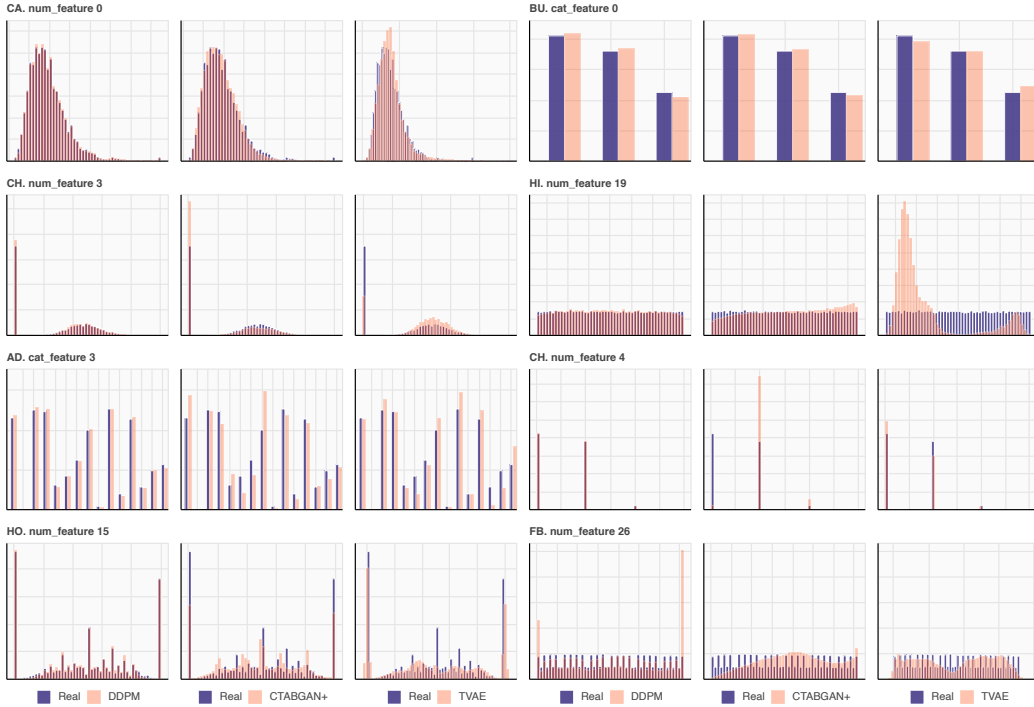 CA. num_feature 0
BU. cat_feature 0
CH. num_feature 3
HI. num_feature 19
AD. cat_feature 3
CH. num_feature 4
HO. num_feature 15
FB. num_feature 26
Real DDPM Real CTABGAN+ Real TVAE Real DDPM Real CTABGAN+ Real TVAE